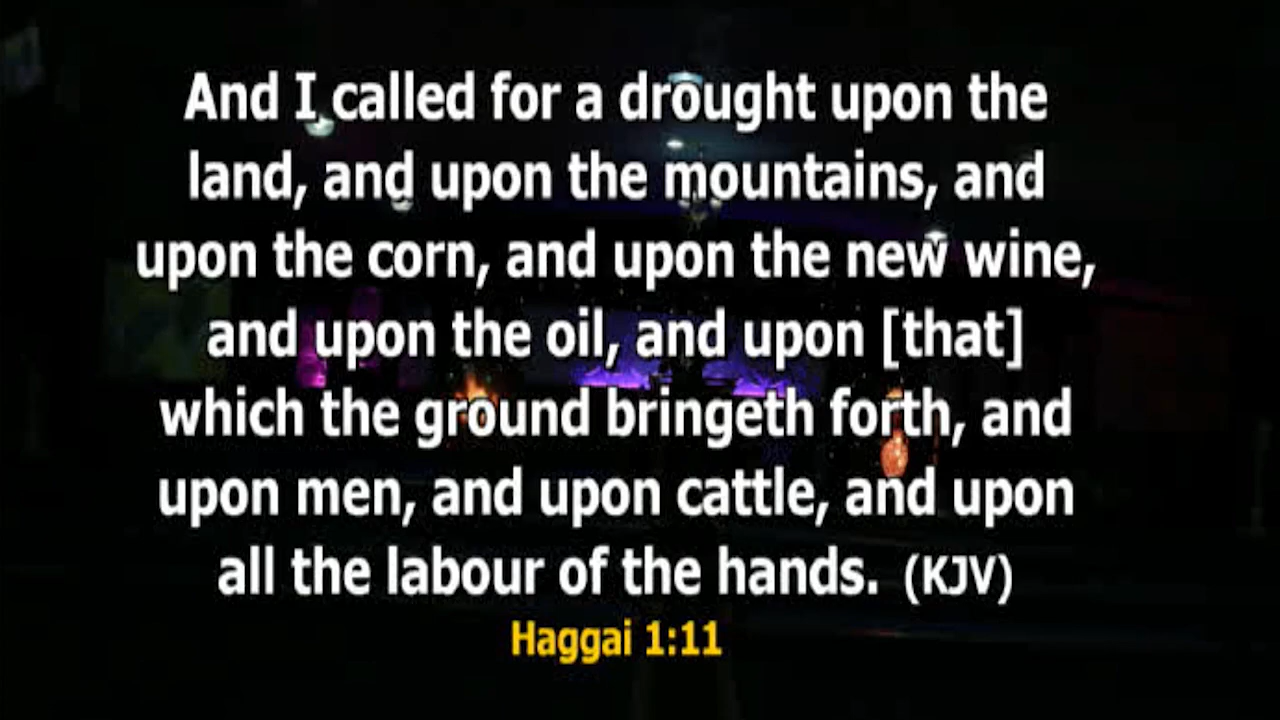 And I called for a drought upon the
land, and upon the mountains, and
upon the corn, and upon the new wine,
and upon the oil, and upon [that]
which the ground bringeth forth, and
upon men, and upon cattle, and upon
all the labour of the hands. (KJV)
Haggai 1:11